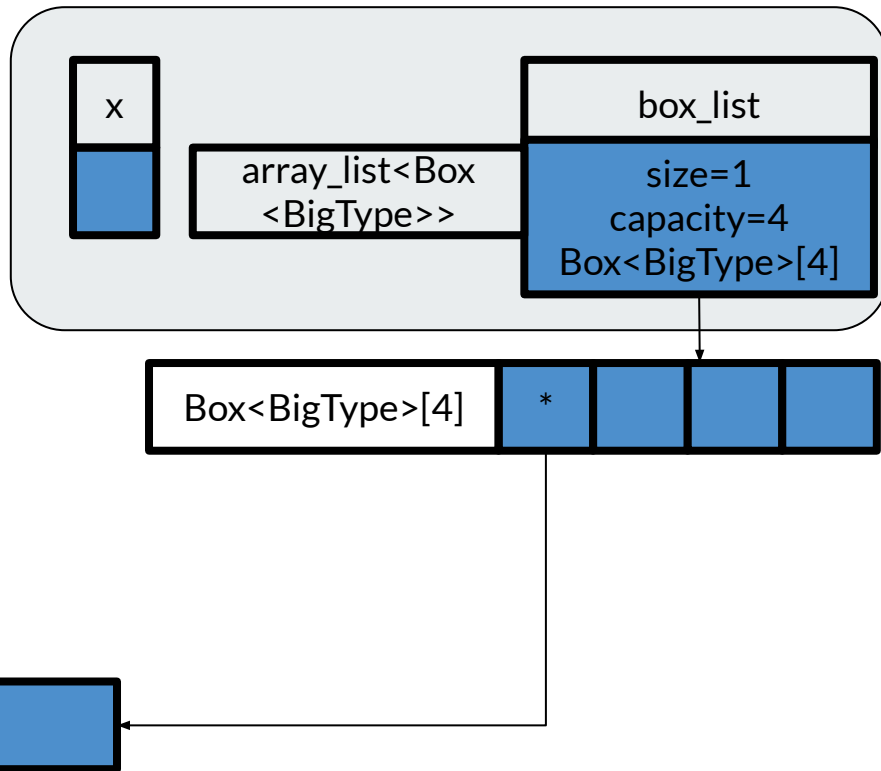 x
box_list
array_list<Box
<BigType>>
size=1
capacity=4
Box<BigType>[4]
Box<BigType>[4]
*